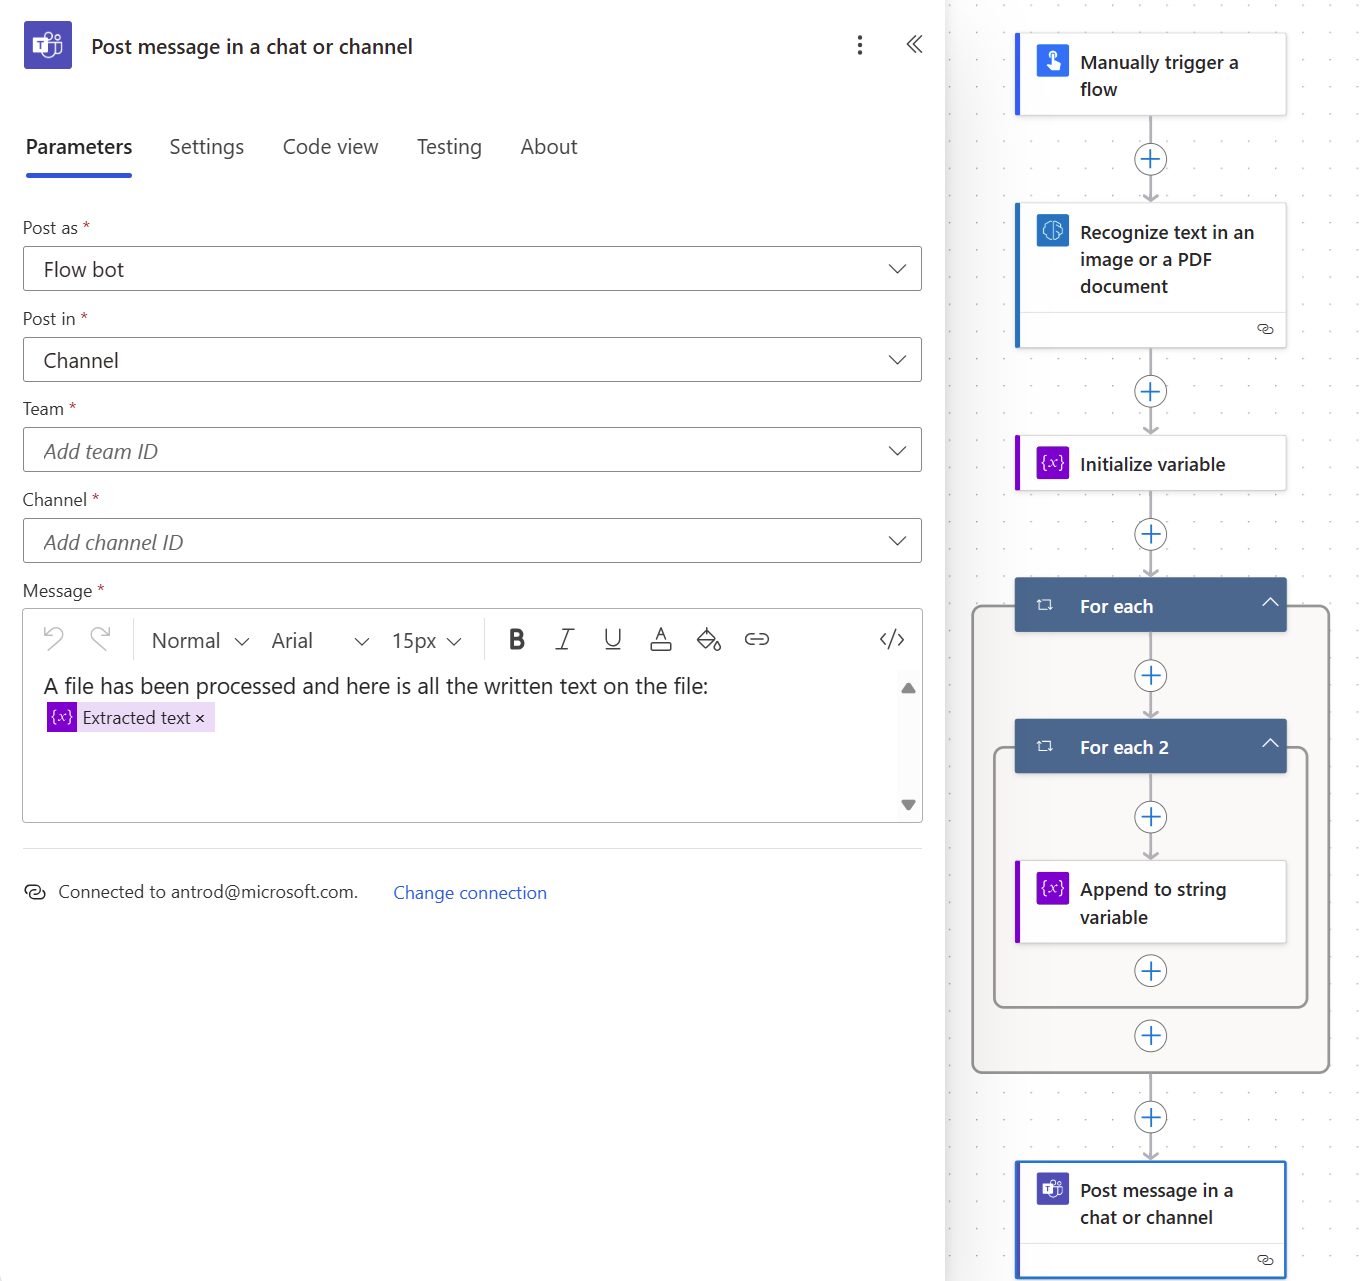 Post message in a chat or channel
Parameters
Settings
Code view
Testing
About
Post as *
Flow bot
Post in *
Channel
Team *
Add team ID
Channel *
Add channel ID
Message *
Normal
Arial
15px
B
I
U
A
</>
A file has been processed and here is all the written text on the file:
{x} Extracted text ×
Connected to antrod@microsoft.com.
Change connection
Manually trigger a
flow
Recognize text in an
image or a PDF
document
{x} Initialize variable
For each
For each 2
{x} Append to string
variable
Post message in a
chat or channel